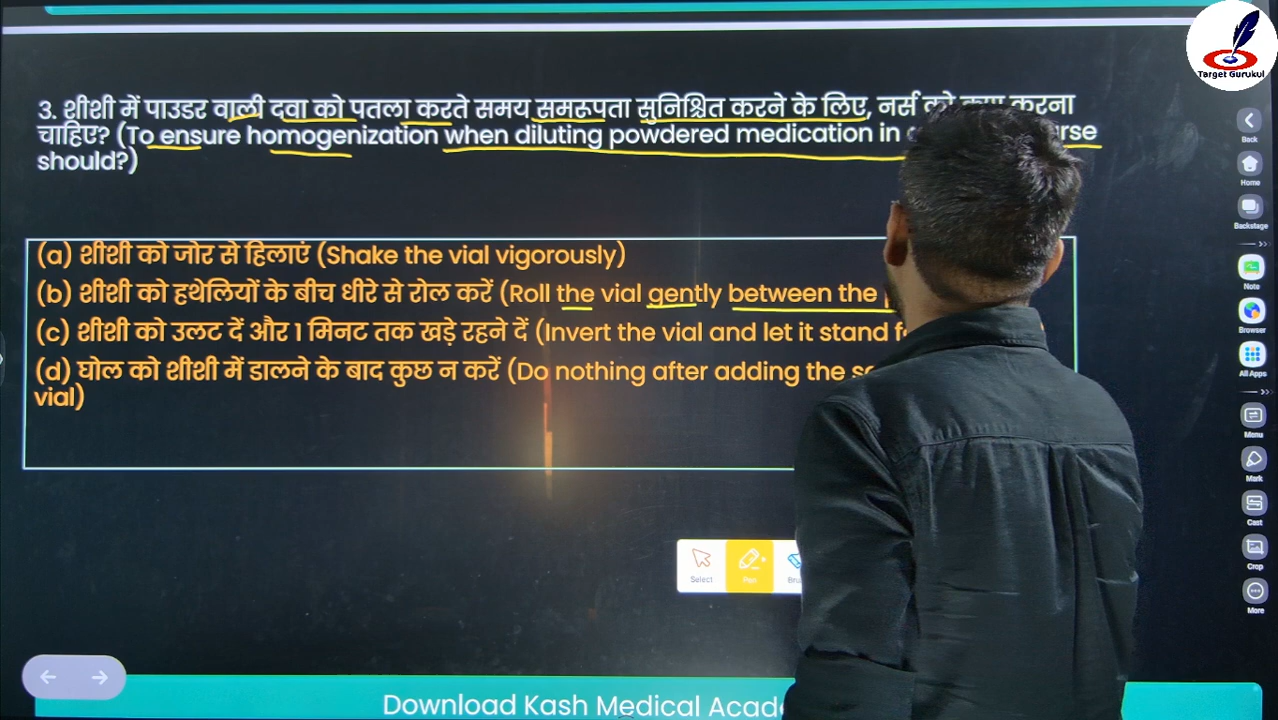 Target Gurukul
3. शीशी में पाउडर वाली दवा को पतला करते समय समरूपता सुनिश्चित करने के लिए, नर्स को क्या करना
चाहिए? (To ensure homogenization when diluting powdered medication in
should?)
(a) शीशी को जोर से हिलाएं (Shake the vial vigorously)
(b) शीशी को हथेलियों के बीच धीरे से रोल करें (Roll the vial gently between the
(c) शीशी को उलट दें और 1 मिनट तक खड़े रहने दें (Invert the vial and let it stand
(d) घोल को शीशी में डालने के बाद कुछ न करें (Do nothing after adding the
vial)
Select
Pen
Download Kash Medical
Back
Home
Backstage
Note
Browser
All Apps
Menu
Mark
Cast
Crop
More